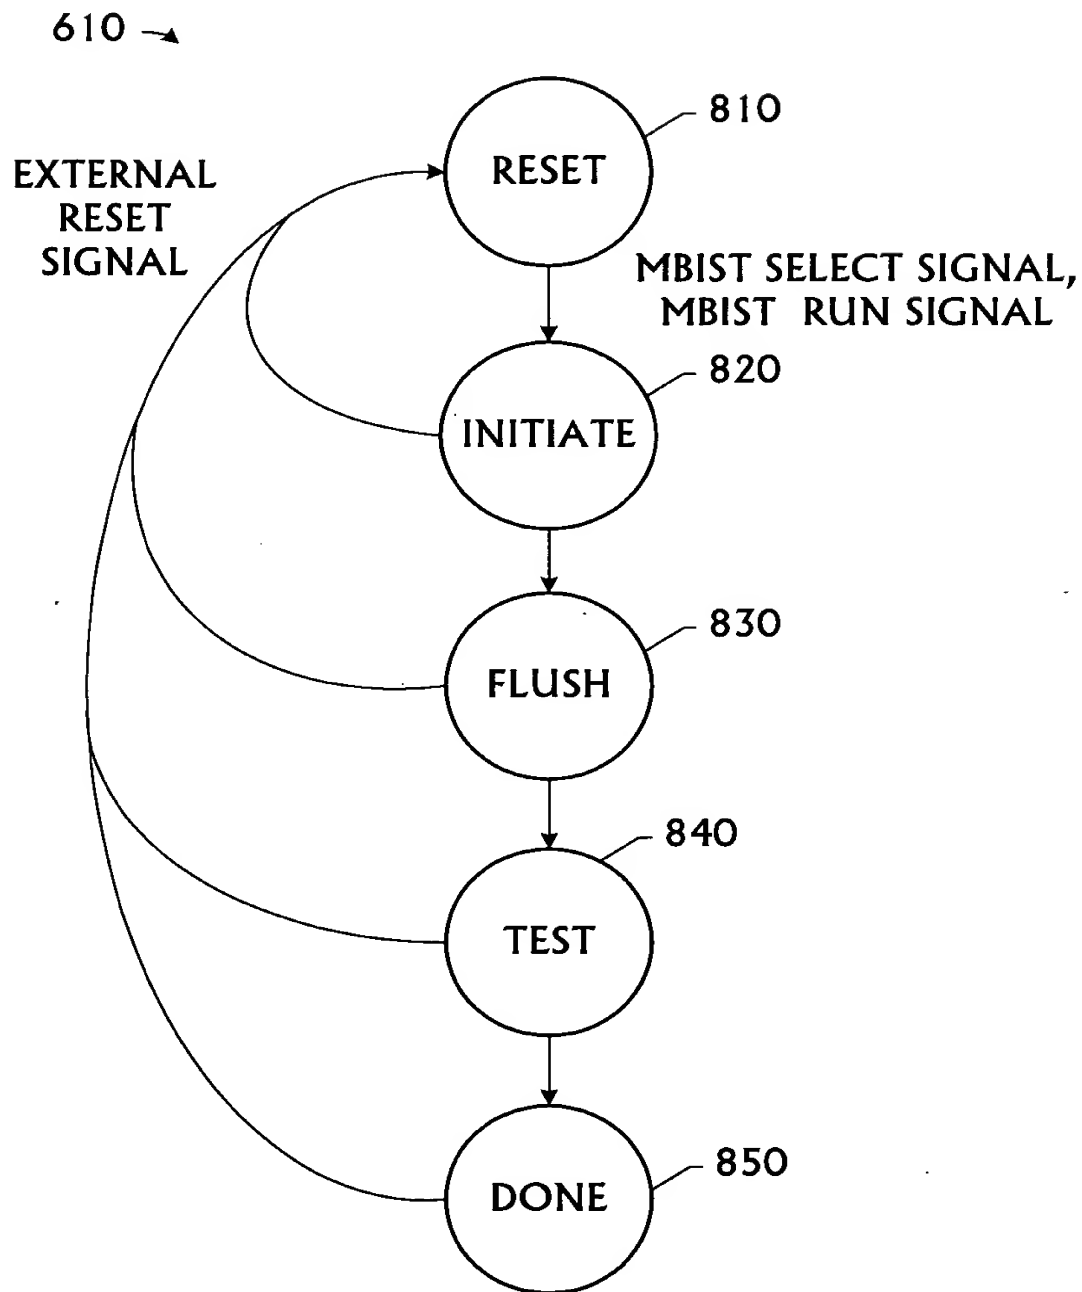 610
810
RESET
EXTERNAL
RESET
SIGNAL
MBIST SELECT SIGNAL,
MBIST RUN SIGNAL
820
INITIATE
830
FLUSH
840
TEST
850
DONE